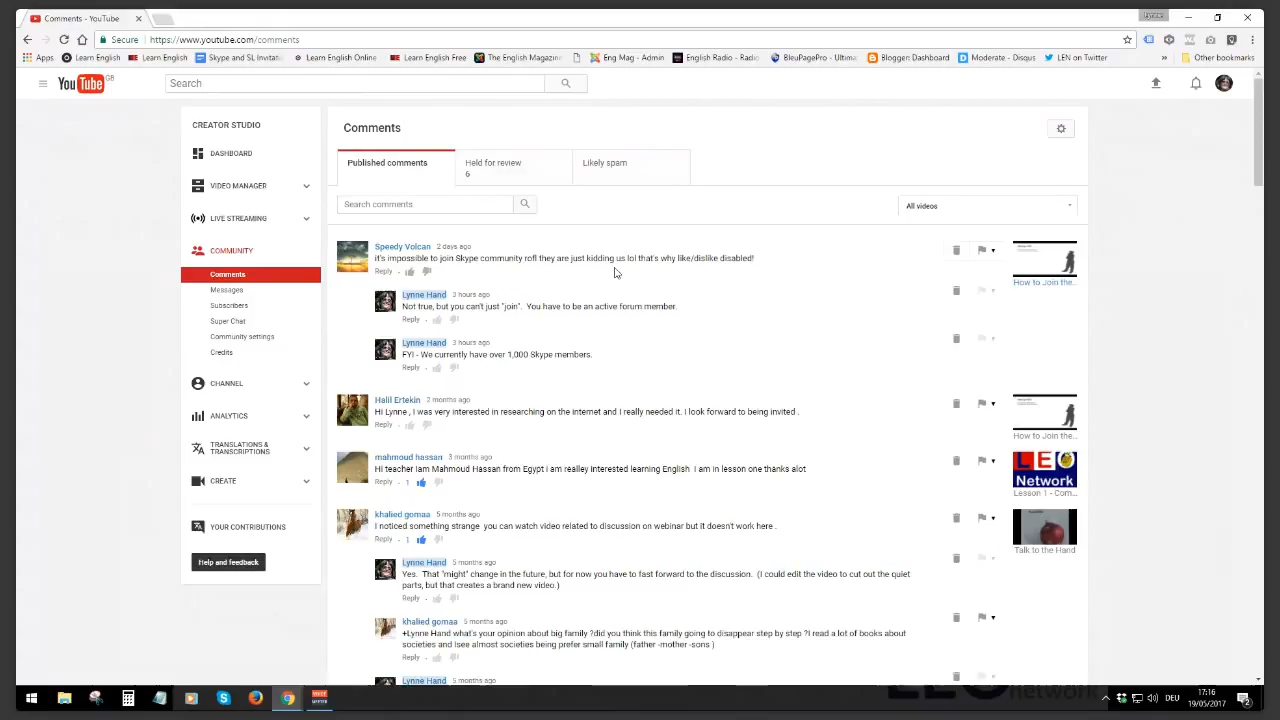 Comments - YouTube
Lynne
Secure https://www.youtube.com/comments
Apps Learn English Skype and SL Invitati Learn English Online Learn English Free The English Magazine Eng Mag - Admin English Radio - Radio BleuPagePro - Ultima Blogger: Dashboard Moderate - Disqus LEN on Twitter » Other bookmarks
YouTube GB Search
CREATOR STUDIO
DASHBOARD
VIDEO MANAGER
LIVE STREAMING
COMMUNITY
Comments
Messages
Subscribers
Super Chat
Community settings
Credits
CHANNEL
ANALYTICS
TRANSLATIONS &
TRANSCRIPTIONS
CREATE
YOUR CONTRIBUTIONS
Help and feedback
Comments
Published comments Held for review Likely spam
6
Search comments All videos
Speedy Volcan 2 days ago
it's impossible to join Skype community rofl they are just kidding us lol that's why like/dislike disabled!
Reply
How to Join the...
Lynne Hand 3 hours ago
Not true, but you can't just "join". You have to be an active forum member.
Reply
Lynne Hand 3 hours ago
FYI - We currently have over 1,000 Skype members.
Reply
Halil Ertekin 2 months ago
Hi Lynne , I was very interested in researching on the internet and I really needed it. I look forward to being invited .
Reply
How to Join the...
mahmoud hassan 3 months ago
Hi teacher Iam Mahmoud Hassan from Egypt i am realley interested learning English I am in lesson one thanks alot
Reply 1
LEO
Network
Lesson 1 - Com...
khalied gomaa 5 months ago
I noticed something strange you can watch video related to discussion on webinar but it doesn't work here .
Reply 1
Talk to the Hand
Lynne Hand 5 months ago
Yes. That "might" change in the future, but for now you have to fast forward to the discussion. (I could edit the video to cut out the quiet
parts, but that creates a brand new video.)
Reply
khalied gomaa 5 months ago
+Lynne Hand what's your opinion about big family ?did you think this family going to disappear step by step ?I read a lot of books about
societies and Isee almost societies being prefer small family (father -mother -sons )
Reply
Lynne Hand 5 months ago
network
DEU
17:16
19/05/2017
2